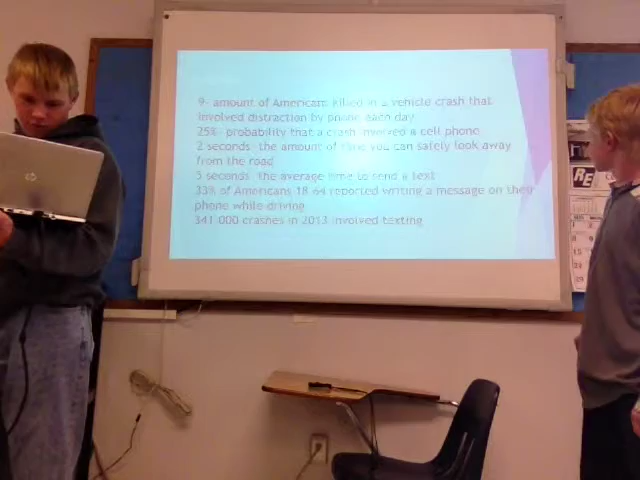 9- amount of Americans killed in a vehicle crash that
involved distraction by phone each day
25%- probability that a crash involved a cell phone
2 seconds- the amount of time you can safely look away
from the road
5 seconds- the average time to send a text
33% of Americans 18-64 reported writing a message on their
phone while driving
341,000 crashes in 2013 involved texting
hp
RE